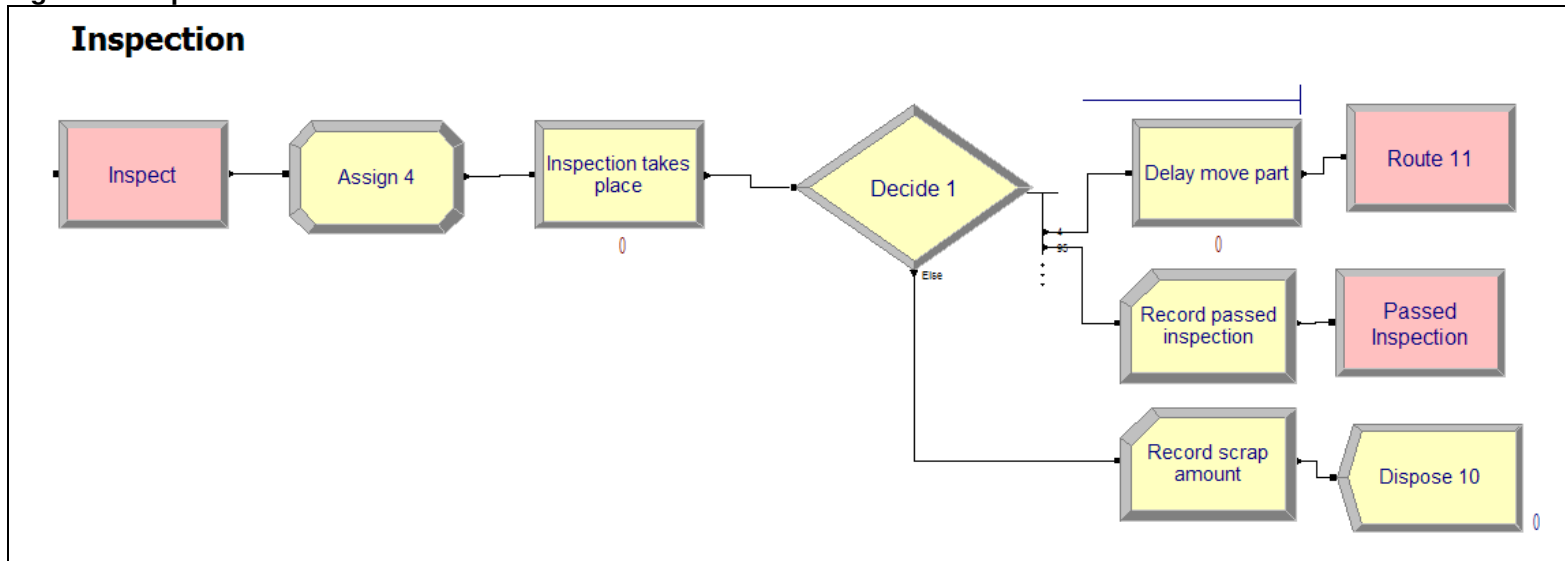 Inspection
Inspect
Assign 4
Inspection takes
place
0
Decide 1
Else
4
95
Delay move part
0
Route 11
Record passed
inspection
Passed
Inspection
Record scrap
amount
Dispose 10
0